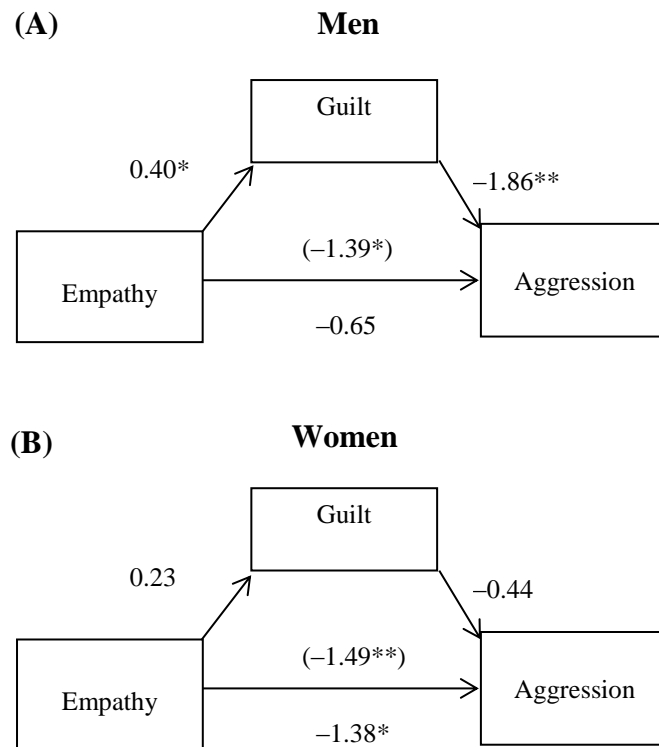 (A)
Men
Guilt
0.40*
–1.86**
(–1.39*)
Empathy
Aggression
–0.65
(B)
Women
Guilt
0.23
–0.44
(–1.49**)
Empathy
Aggression
–1.38*